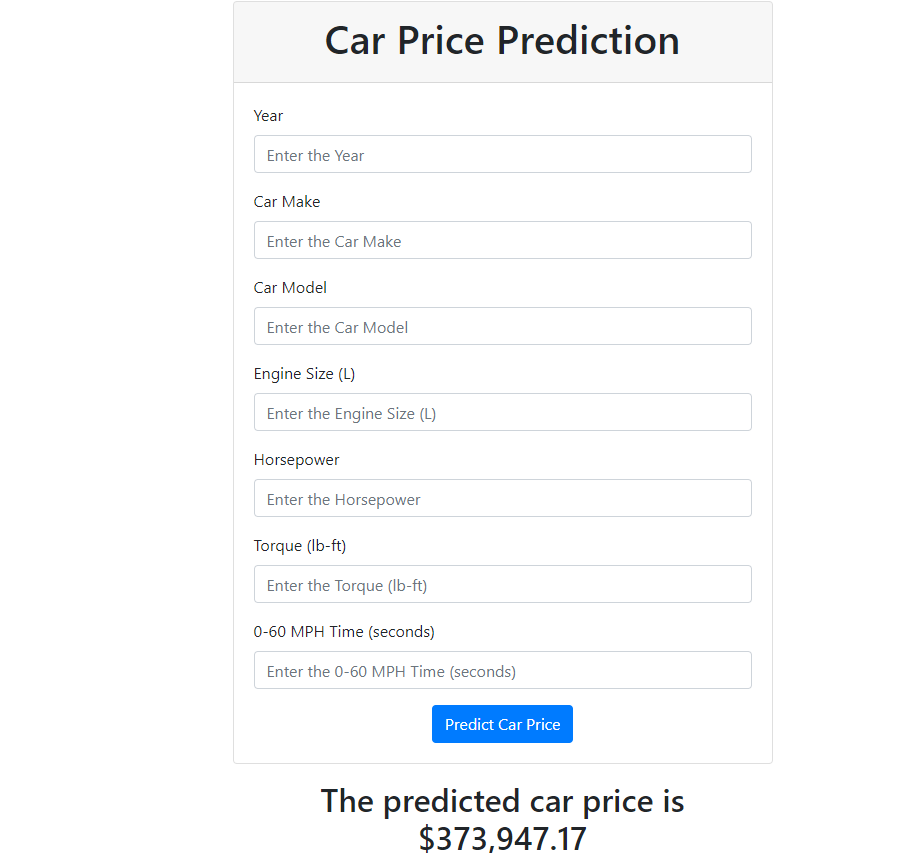 Car Price Prediction
Year
Enter the Year
Car Make
Enter the Car Make
Car Model
Enter the Car Model
Engine Size (L)
Enter the Engine Size (L)
Horsepower
Enter the Horsepower
Torque (lb-ft)
Enter the Torque (lb-ft)
0-60 MPH Time (seconds)
Enter the 0-60 MPH Time (seconds)
Predict Car Price
The predicted car price is
$373,947.17